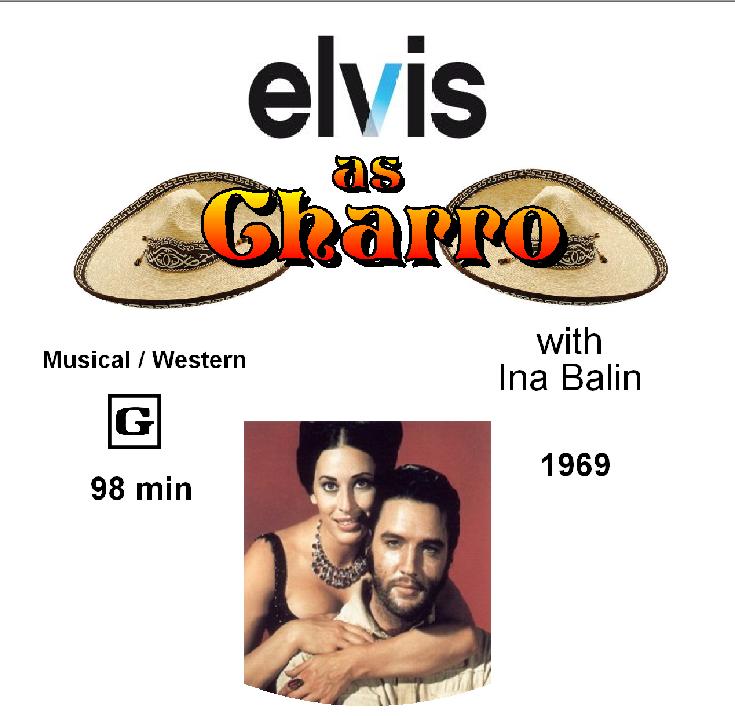 elvis
as
Charro
Musical / Western
with
Ina Balin
G
98 min
1969